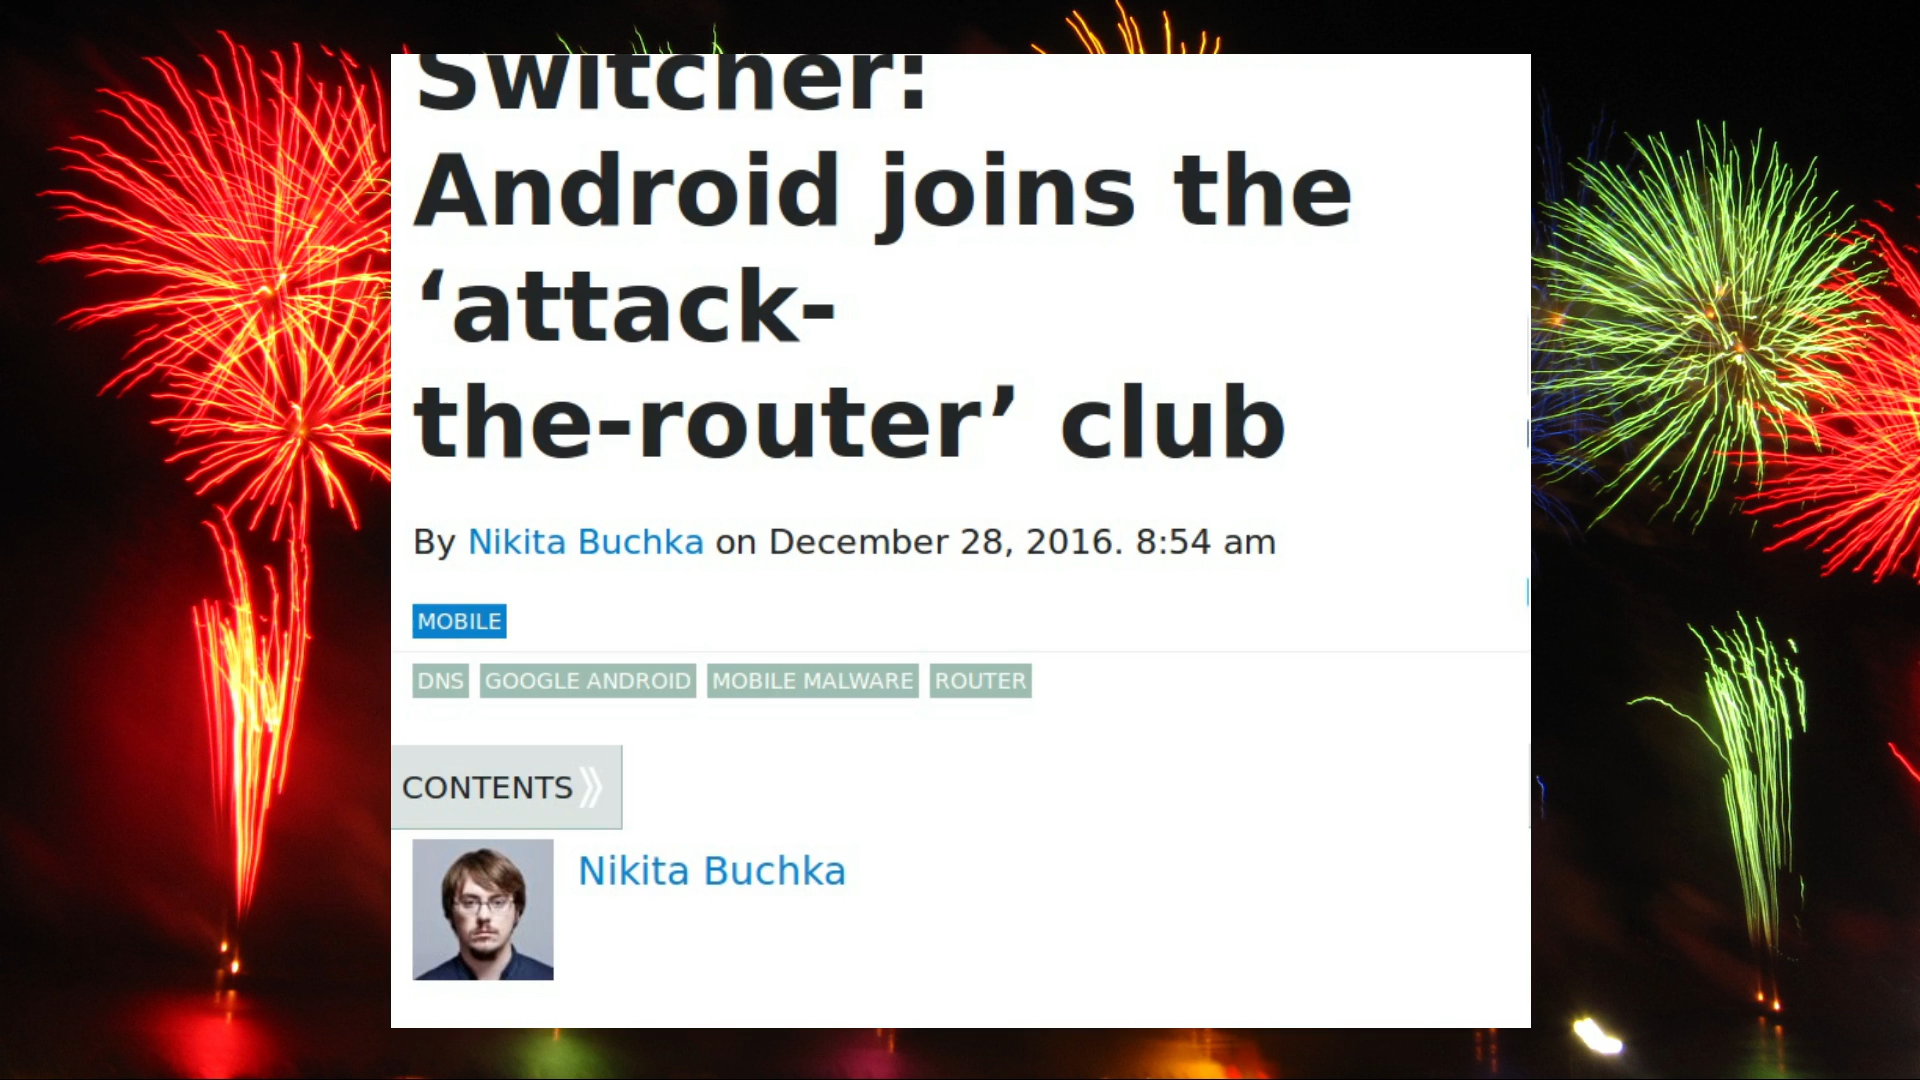 Switcher:
Android joins the
‘attack-
the-router’ club
By Nikita Buchka on December 28, 2016. 8:54 am
MOBILE
DNS GOOGLE ANDROID MOBILE MALWARE ROUTER
CONTENTS
Nikita Buchka